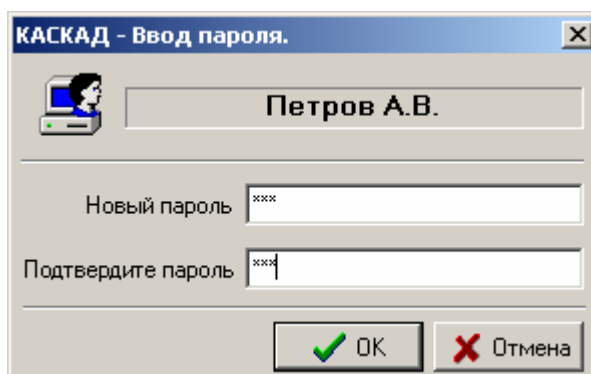 КАСКАД - Ввод пароля.
Петров А.В.
Новый пароль ***
Подтвердите пароль ***
OK Отмена